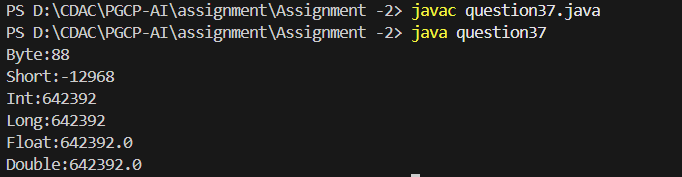 PS D:\CDAC\PGCP-AI\assignment\Assignment -2> javac question37.java
PS D:\CDAC\PGCP-AI\assignment\Assignment -2> java question37
Byte:88
Short:-12968
Int:642392
Long:642392
Float:642392.0
Double:642392.0